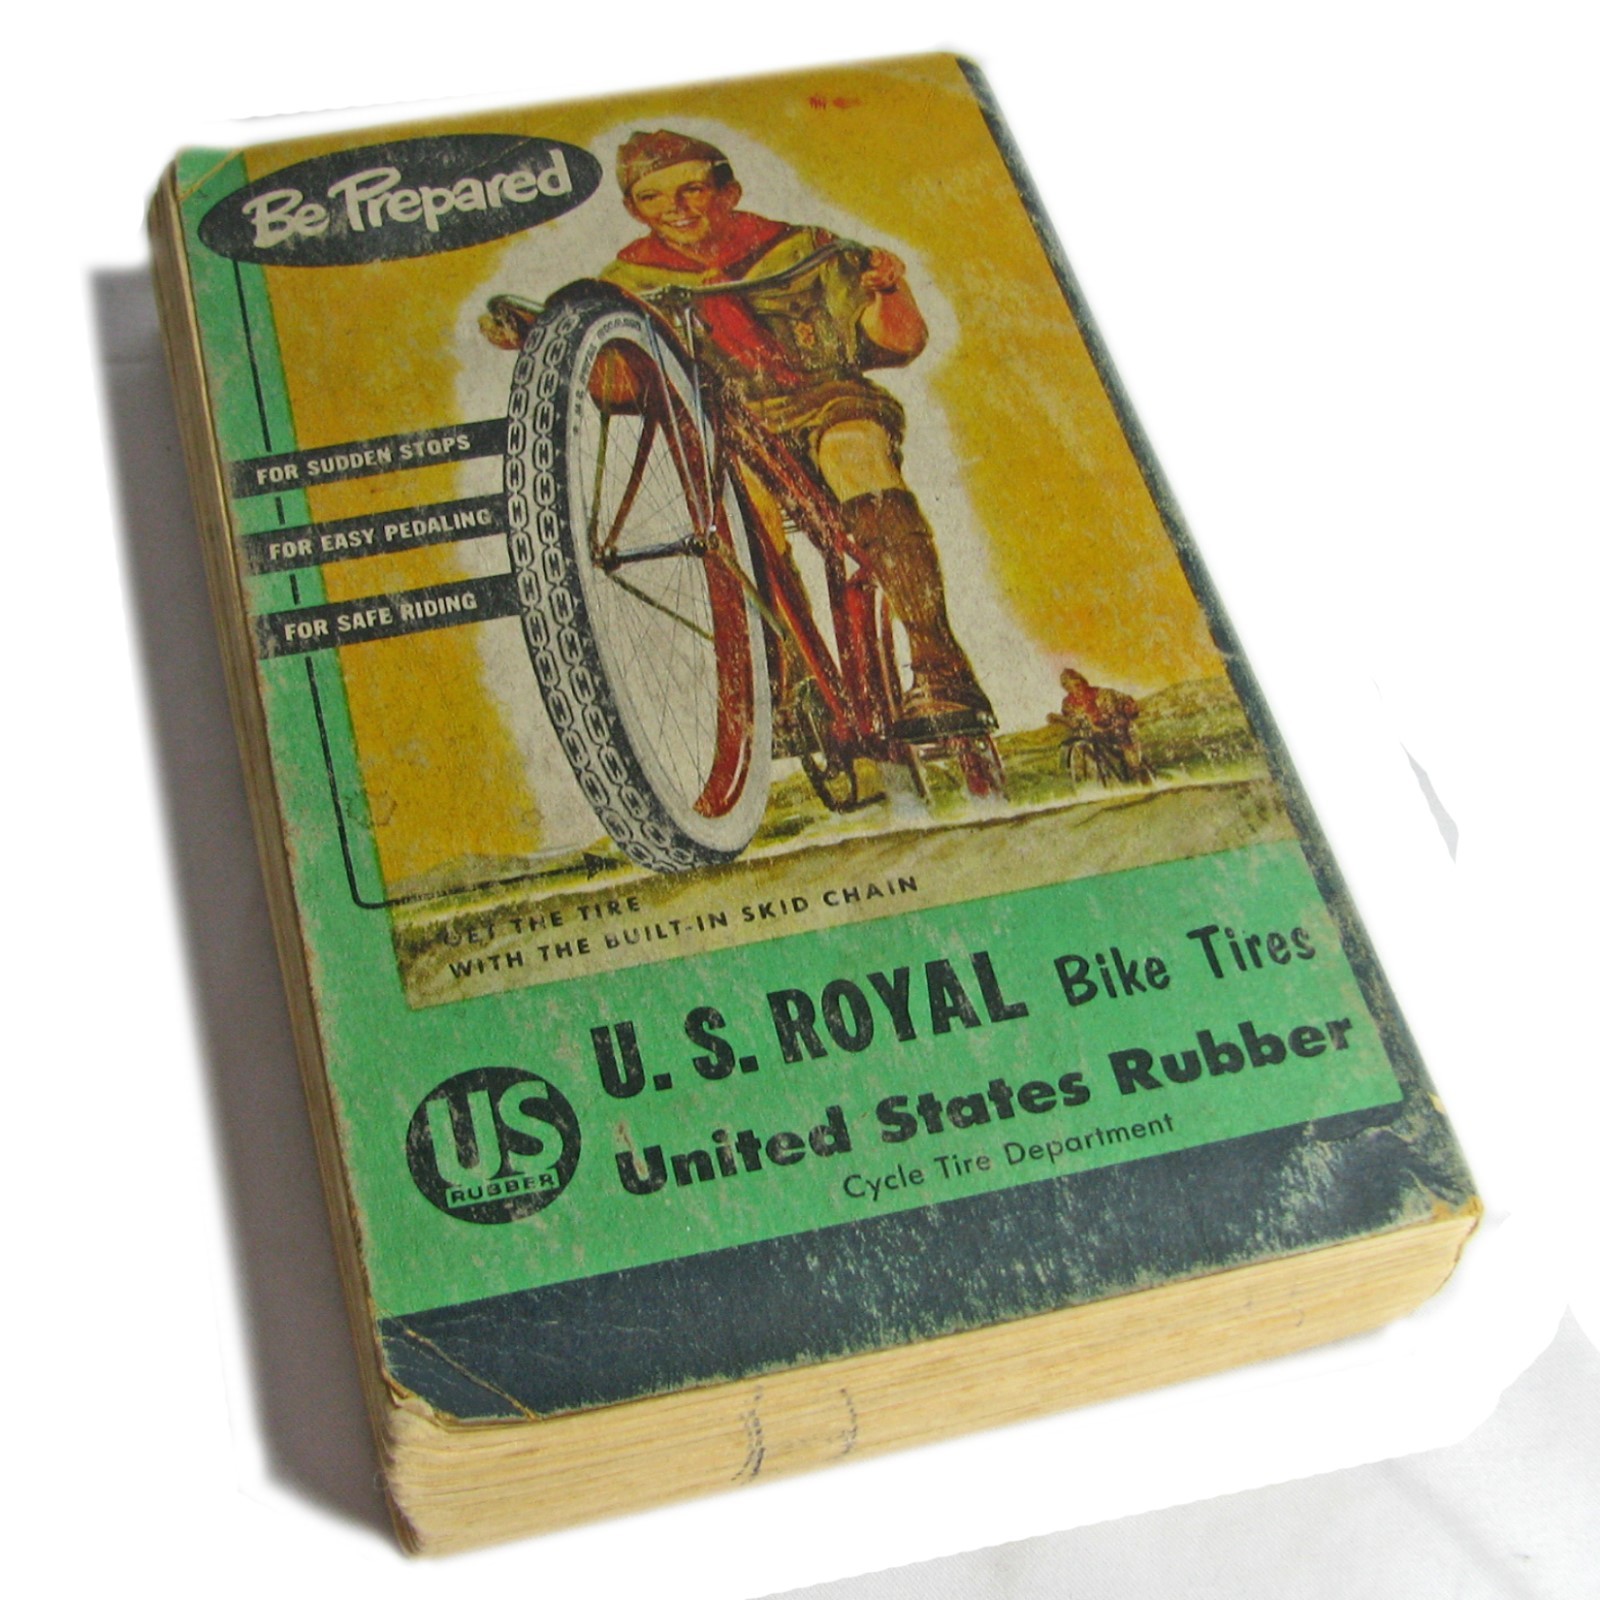 Be Prepared
FOR SUDDEN STOPS
FOR EASY PEDALING
FOR SAFE RIDING
GET THE TIRE
WITH THE BUILT-IN SKID CHAIN
U. S. ROYAL Bike Tires
United States Rubber
Cycle Tire Department
US
RUBBER